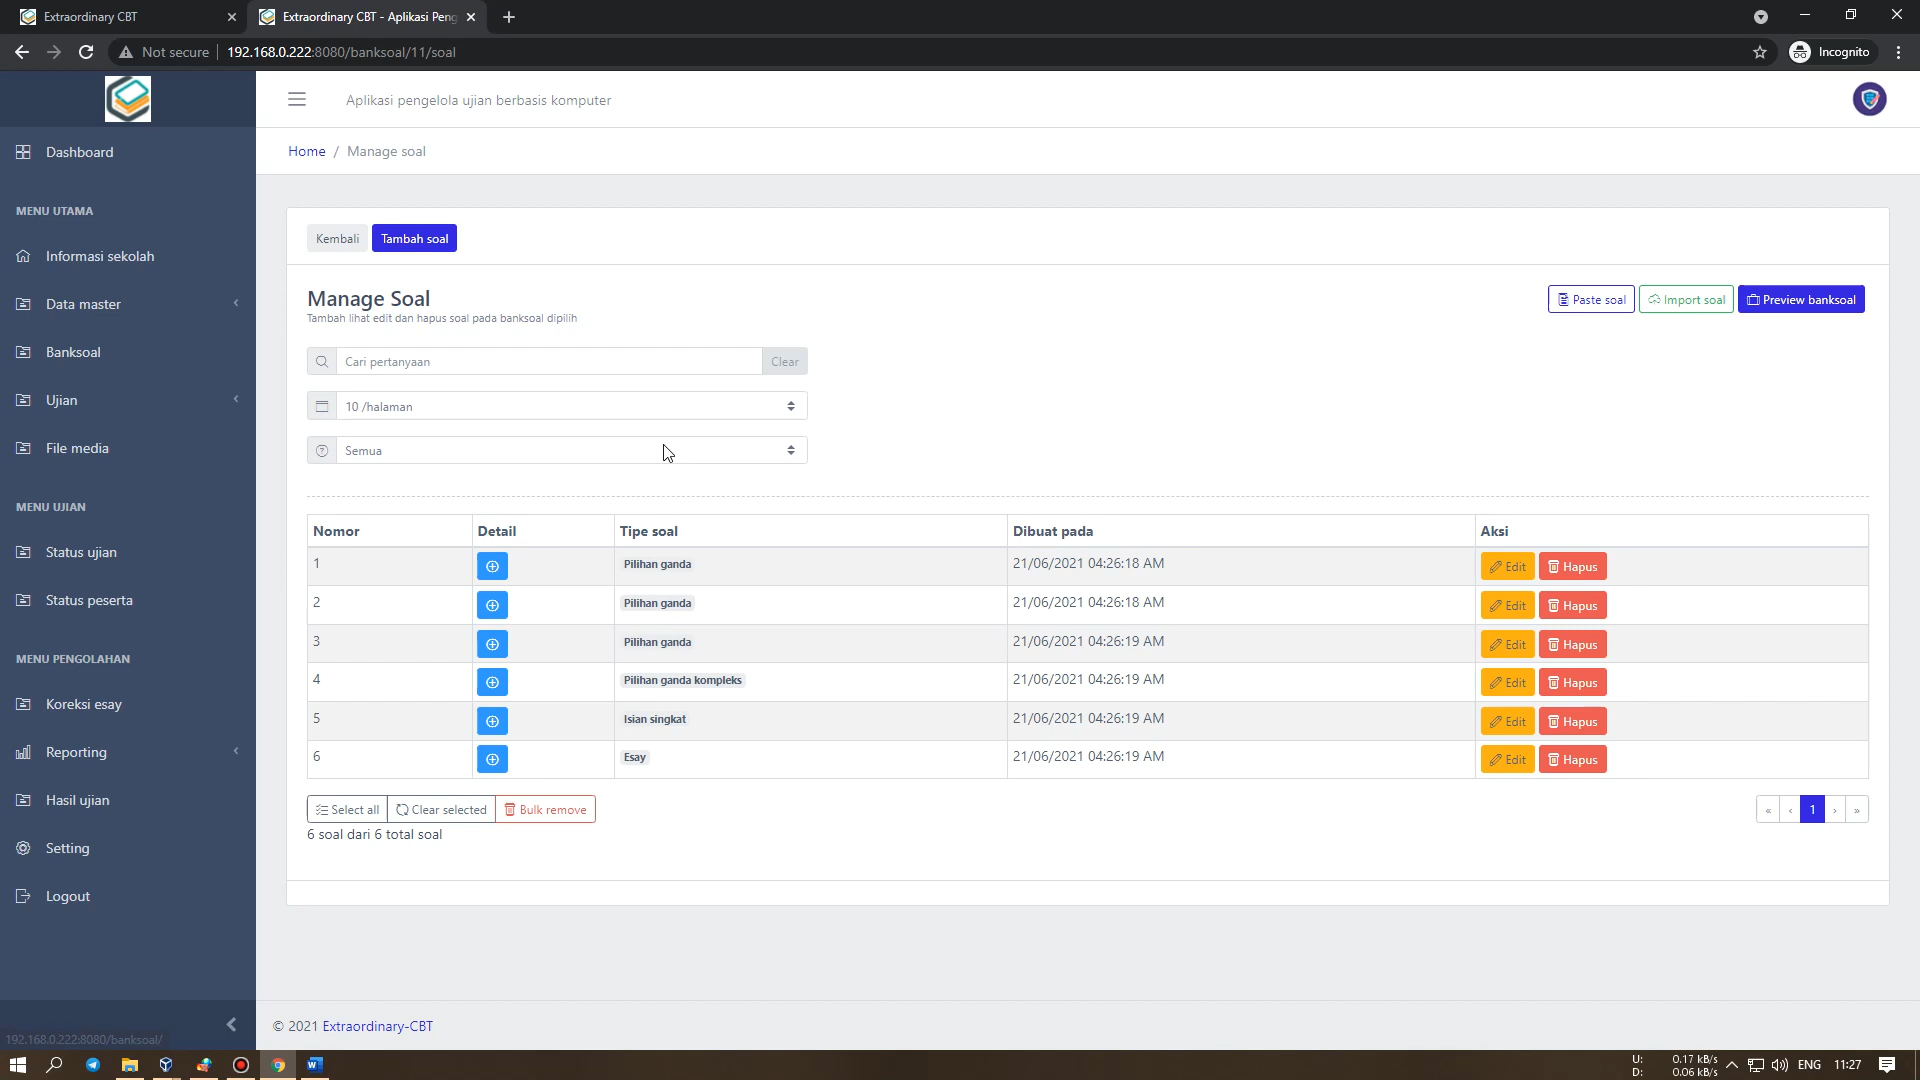 Extraordinary CBT
Extraordinary CBT - Aplikasi Peng
Not secure
192.168.0.222:8080/banksoal/11/soal
Incognito
Aplikasi pengelola ujian berbasis komputer
Home / Manage soal
Dashboard
MENU UTAMA
Informasi sekolah
Data master
Banksoal
Ujian
File media
MENU UJIAN
Status ujian
Status peserta
MENU PENGOLAHAN
Koreksi esay
Reporting
Hasil ujian
Setting
Logout
Kembali
Tambah soal
Manage Soal
Tambah lihat edit dan hapus soal pada banksoal dipilih
Paste soal
Import soal
Preview banksoal
Cari pertanyaan
Clear
10 /halaman
Semua
Nomor Detail Tipe soal Dibuat pada Aksi
1 Pilihan ganda 21/06/2021 04:26:18 AM Edit Hapus
2 Pilihan ganda 21/06/2021 04:26:18 AM Edit Hapus
3 Pilihan ganda 21/06/2021 04:26:19 AM Edit Hapus
4 Pilihan ganda kompleks 21/06/2021 04:26:19 AM Edit Hapus
5 Isian singkat 21/06/2021 04:26:19 AM Edit Hapus
6 Esay 21/06/2021 04:26:19 AM Edit Hapus
Select all
Clear selected
Bulk remove
« ‹ 1 › »
6 soal dari 6 total soal
© 2021 Extraordinary-CBT
192.168.0.222:8080/banksoal/
U: 0.17 kB/s
D: 0.06 kB/s
ENG
11:27